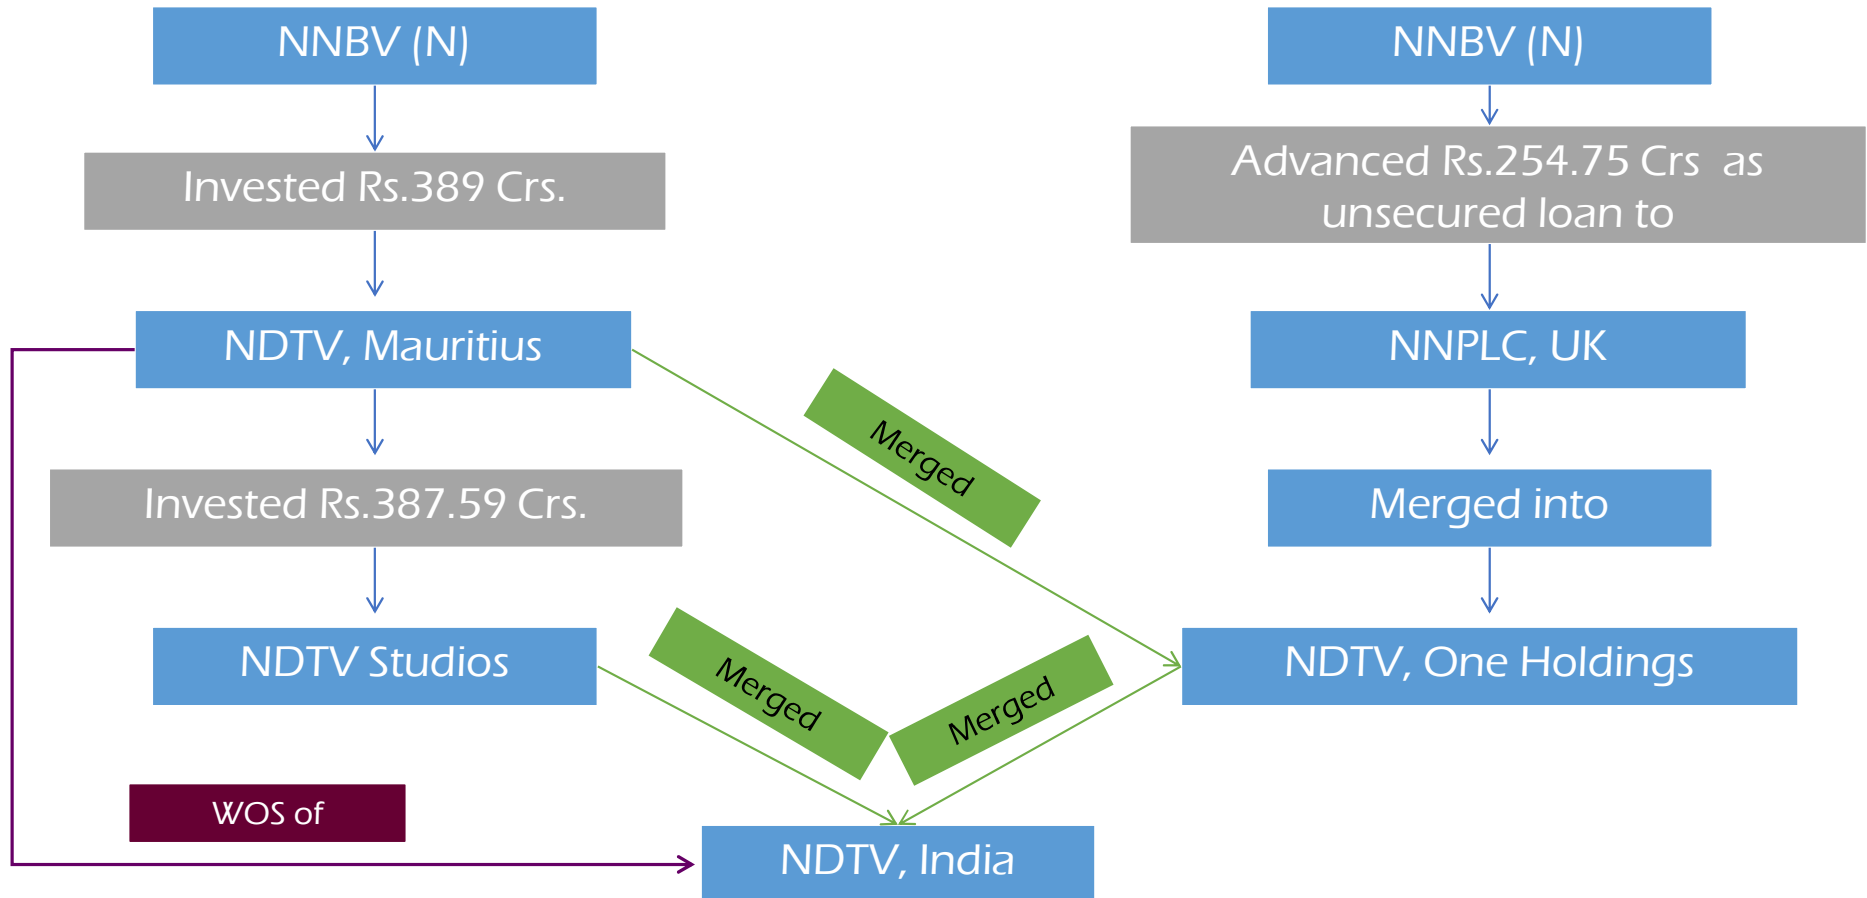 NNBV (N)
Invested Rs.389 Crs.
NDTV, Mauritius
Invested Rs.387.59 Crs.
NDTV Studios
WOS of
NNBV (N)
Advanced Rs.254.75 Crs as
unsecured loan to
NNPLC, UK
Merged into
NDTV, One Holdings
Merged
Merged
Merged
NDTV, India